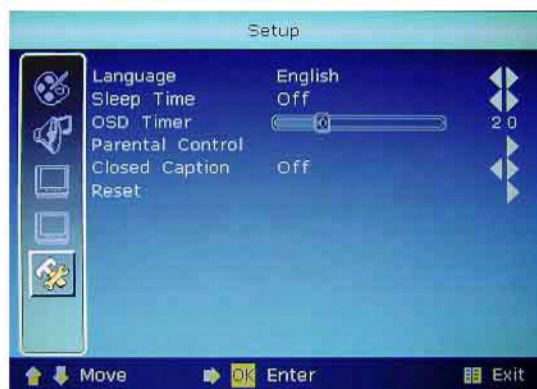 Setup
Language English
Sleep Time Off
OSD Timer 20
Parental Control
Closed Caption Off
Reset
Move OK Enter Exit